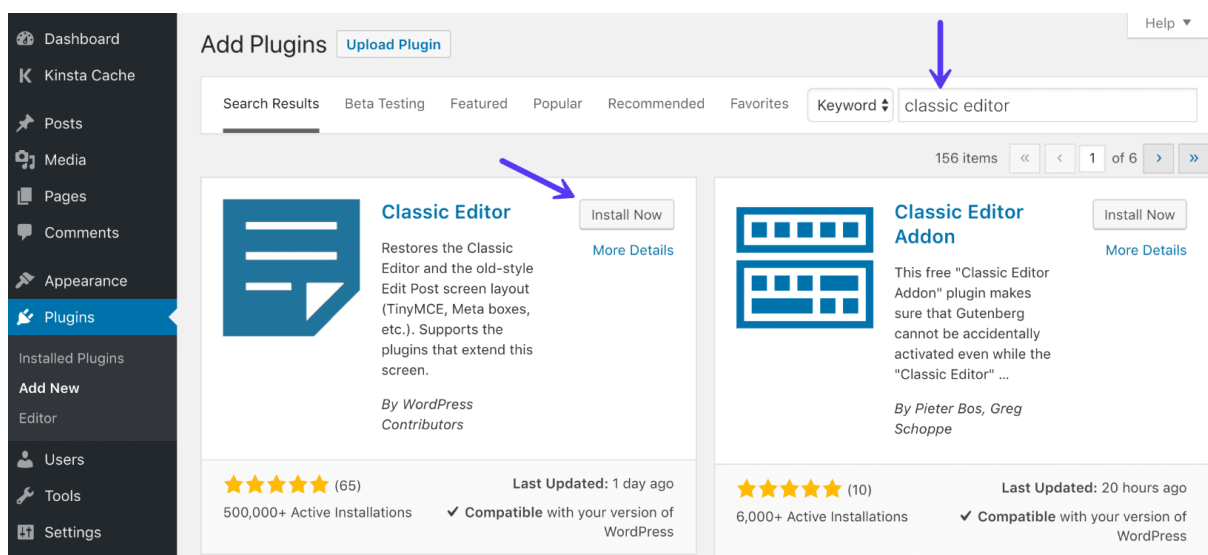 Dashboard
Kinsta Cache
Posts
Media
Pages
Comments
Appearance
Plugins
Installed Plugins
Add New
Editor
Users
Tools
Settings
Help ▼
Add Plugins Upload Plugin
Search Results Beta Testing Featured Popular Recommended Favorites Keyword classic editor
156 items « ‹ 1 of 6 › »
Classic Editor
Install Now
More Details
Restores the Classic
Editor and the old-style
Edit Post screen layout
(TinyMCE, Meta boxes,
etc.). Supports the
plugins that extend this
screen.
By WordPress
Contributors
(65)
500,000+ Active Installations
Last Updated: 1 day ago
✔ Compatible with your version of
WordPress
Classic Editor
Addon
Install Now
More Details
This free "Classic Editor
Addon" plugin makes
sure that Gutenberg
cannot be accidentally
activated even while the
"Classic Editor" ...
By Pieter Bos, Greg
Schoppe
(10)
6,000+ Active Installations
Last Updated: 20 hours ago
✔ Compatible with your version of
WordPress